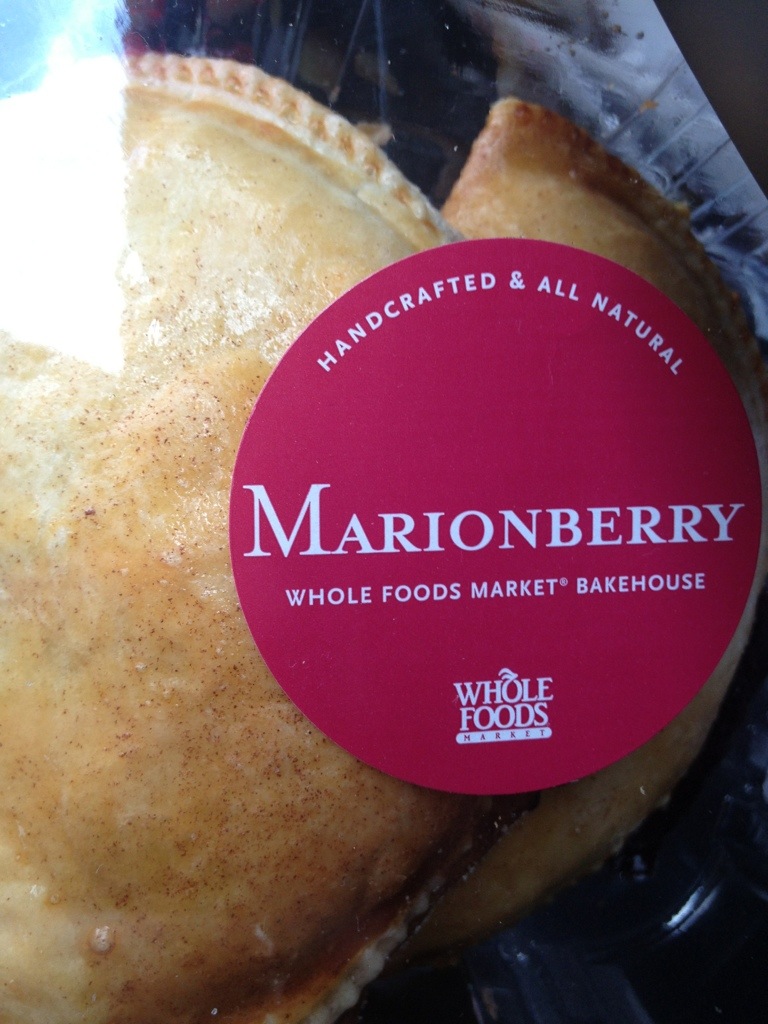 HANDCRAFTED & ALL NATURAL
MARIONBERRY
WHOLE FOODS MARKET® BAKEHOUSE
WHOLE
FOODS
MARKET